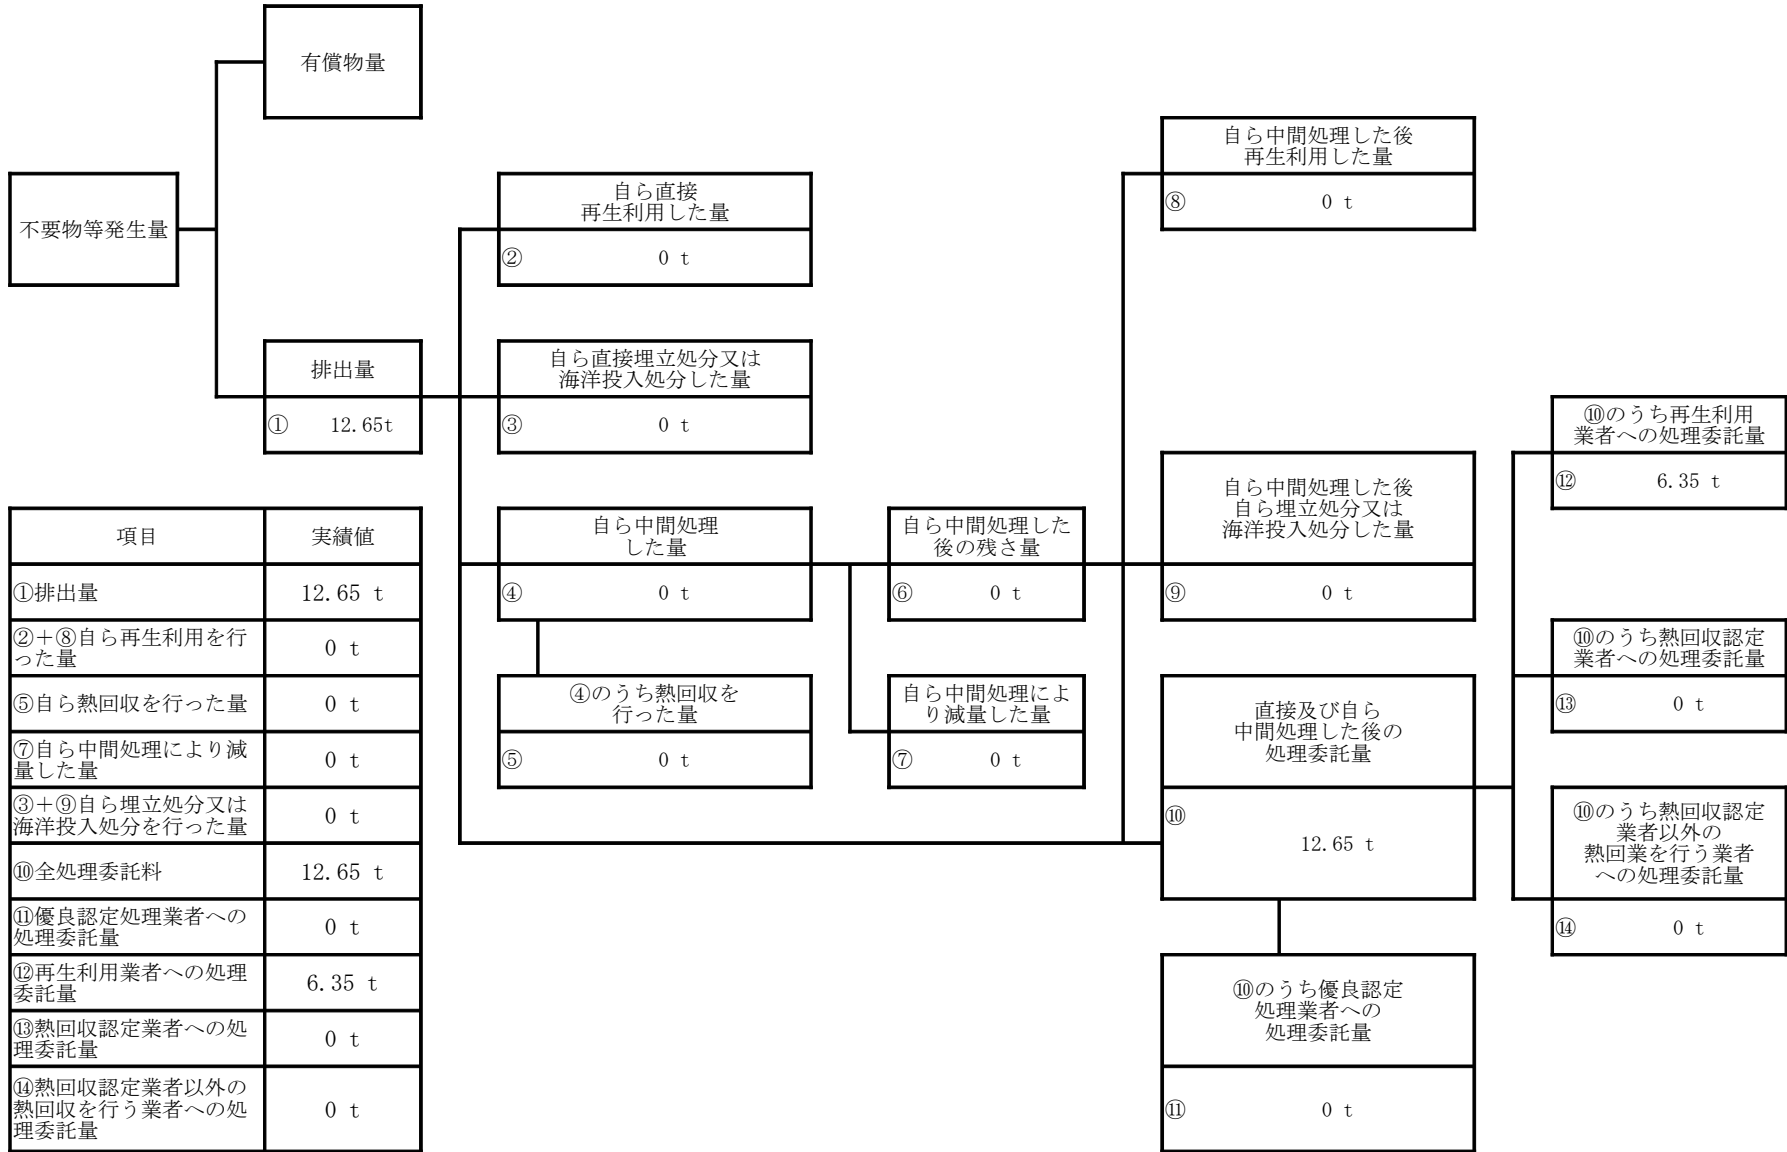 有償物量
不要物等発生量
排出量
① 12.65t
自ら直接
再生利用した量
② 0 t
自ら直接埋立処分又は
海洋投入処分した量
③ 0 t
自ら中間処理
した量
④ 0 t
④のうち熱回収を
行った量
⑤ 0 t
自ら中間処理した
後の残さ量
⑥ 0 t
自ら中間処理によ
り減量した量
⑦ 0 t
自ら中間処理した後
再生利用した量
⑧ 0 t
自ら中間処理した後
自ら埋立処分又は
海洋投入処分した量
⑨ 0 t
直接及び自ら
中間処理した後の
処理委託量
⑩
12.65 t
⑩のうち優良認定
処理業者への
処理委託量
⑪ 0 t
⑩のうち再生利用
業者への処理委託量
⑫ 6.35 t
⑩のうち熱回収認定
業者への処理委託量
⑬ 0 t
⑩のうち熱回収認定
業者以外の
熱回業を行う業者
への処理委託量
⑭ 0 t
項目 実績値
①排出量 12.65 t
②+⑧自ら再生利用を行
った量 0 t
⑤自ら熱回収を行った量 0 t
⑦自ら中間処理により減
量した量 0 t
③+⑨自ら埋立処分又は
海洋投入処分を行った量 0 t
⑩全処理委託料 12.65 t
⑪優良認定処理業者への
処理委託量 0 t
⑫再生利用業者への処理
委託量 6.35 t
⑬熱回収認定業者への処
理委託量 0 t
⑭熱回収認定業者以外の
熱回収を行う業者への処 0 t
理委託量